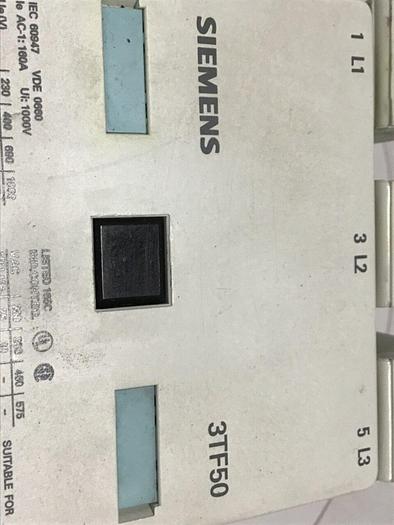 1 L1
3 L2
5 L3
SIEMENS
3TF50
IEC 60947 VDE 0660
Ie AC-1: 160A Ui: 1000V
230 400 690 1000
LISTED
460 575
SUITABLE FOR